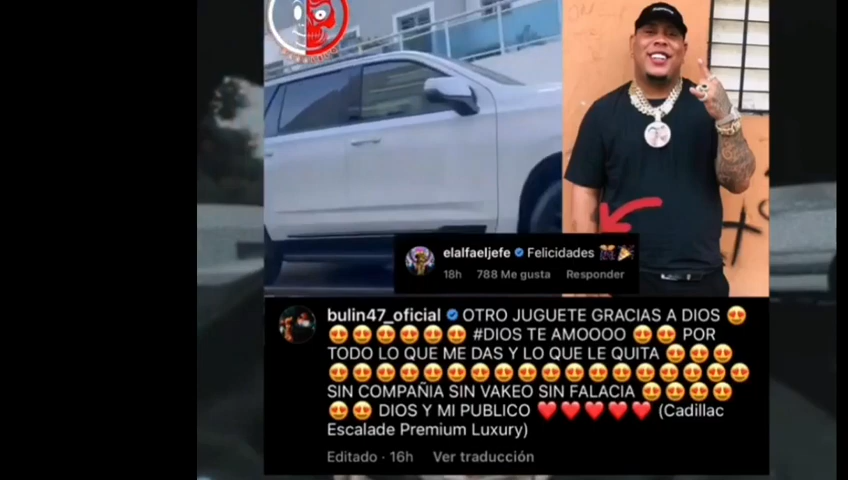 elalfaeljefe Felicidades 🎊🎉
18h 788 Me gusta Responder
bulin47_oficial OTRO JUGUETE GRACIAS A DIOS 😍
😍😍😍😍😍😍 #DIOS TE AMOOOO 😍😍 POR
TODO LO QUE ME DAS Y LO QUE LE QUITA 😍😍😍
😍😍😍😍😍😍😍😍😍😍😍😍😍😍😍😍😍😍
SIN COMPAÑIA SIN VAKEO SIN FALACIA 😍😍😍😍
😍😍 DIOS Y MI PUBLICO ❤️❤️❤️❤️❤️ (Cadillac
Escalade Premium Luxury)
Editado · 16h Ver traducción